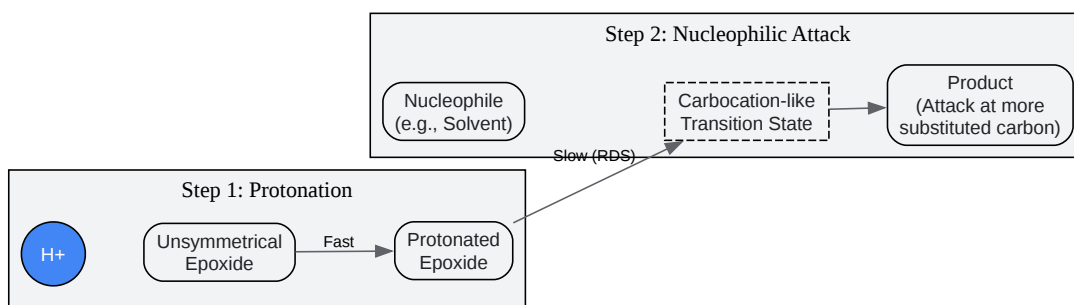 Step 2: Nucleophilic Attack
Nucleophile
(e.g., Solvent)
Carbocation-like
Transition State
Product
(Attack at more
substituted carbon)
Slow (RDS)
Step 1: Protonation
H+
Unsymmetrical
Epoxide
Fast
Protonated
Epoxide